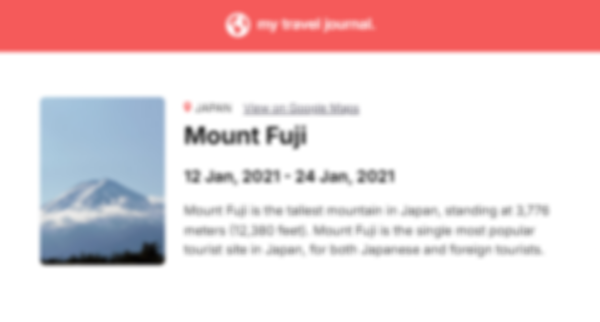 my travel journal.
JAPAN View on Google Maps
Mount Fuji
12 Jan, 2021 - 24 Jan, 2021
Mount Fuji is the tallest mountain in Japan, standing at 3,776
meters (12,380 feet). Mount Fuji is the single most popular
tourist site in Japan, for both Japanese and foreign tourists.